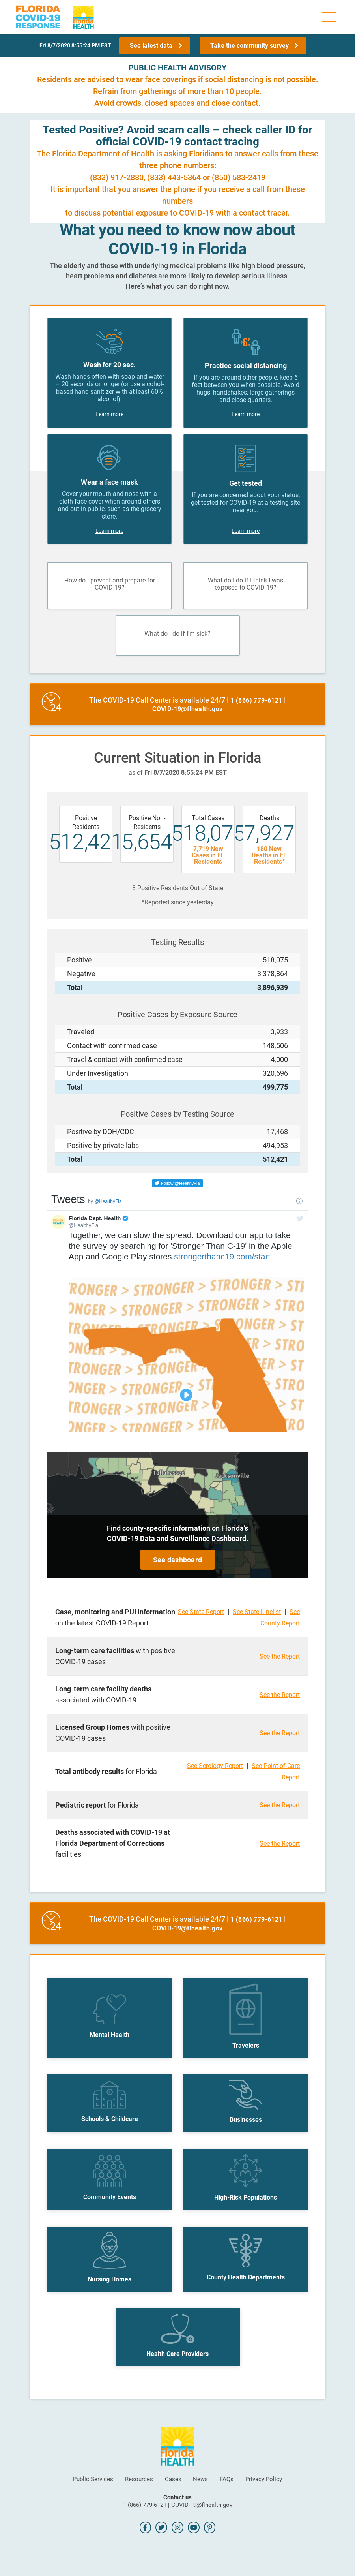 FLORIDA
COVID-19
RESPONSE
Florida
HEALTH
Fri 8/7/2020 8:55:24 PM EST
See latest data
Take the community survey
PUBLIC HEALTH ADVISORY
Residents are advised to wear face coverings if social distancing is not possible.
Refrain from gatherings of more than 10 people.
Avoid crowds, closed spaces and close contact.
Tested Positive? Avoid scam calls – check caller ID for
official COVID-19 contact tracing
The Florida Department of Health is asking Floridians to answer calls from these
three phone numbers:
(833) 917-2880, (833) 443-5364 or (850) 583-2419
It is important that you answer the phone if you receive a call from these
numbers
to discuss potential exposure to COVID-19 with a contact tracer.
What you need to know now about
COVID-19 in Florida
The elderly and those with underlying medical problems like high blood pressure,
heart problems and diabetes are more likely to develop serious illness.
Here's what you can do right now.
Wash for 20 sec.
Wash hands often with soap and water
– 20 seconds or longer (or use alcohol-
based hand sanitizer with at least 60%
alcohol).
Learn more
Practice social distancing
If you are around other people, keep 6
feet between you when possible. Avoid
hugs, handshakes, large gatherings
and close quarters.
Learn more
Wear a face mask
Cover your mouth and nose with a
cloth face cover when around others
and out in public, such as the grocery
store.
Learn more
Get tested
If you are concerned about your status,
get tested for COVID-19 at a testing site
near you.
Learn more
How do I prevent and prepare for
COVID-19?
What do I do if I think I was
exposed to COVID-19?
What do I do if I'm sick?
24
The COVID-19 Call Center is available 24/7 | 1 (866) 779-6121 |
COVID-19@flhealth.gov
Current Situation in Florida
as of Fri 8/7/2020 8:55:24 PM EST
Positive
Residents
512,421
Positive Non-
Residents
5,654
Total Cases
518,075
7,719 New
Cases in FL
Residents
Deaths
7,927
180 New
Deaths in FL
Residents*
8 Positive Residents Out of State
*Reported since yesterday
Testing Results
Positive 518,075
Negative 3,378,864
Total 3,896,939
Positive Cases by Exposure Source
Traveled 3,933
Contact with confirmed case 148,506
Travel & contact with confirmed case 4,000
Under Investigation 320,696
Total 499,775
Positive Cases by Testing Source
Positive by DOH/CDC 17,468
Positive by private labs 494,953
Total 512,421
Follow @HealthyFla
Tweets by @HealthyFla
Florida Dept. Health
@HealthyFla
Together, we can slow the spread. Download our app to take
the survey by searching for 'Stronger Than C-19' in the Apple
App and Google Play stores.strongerthanc19.com/start
STRONGER STRONGER STRONGER
Tallahassee
Jacksonville
Find county-specific information on Florida's
COVID-19 Data and Surveillance Dashboard.
See dashboard
Case, monitoring and PUI information
on the latest COVID-19 Report
See State Report | See State Linelist | See
County Report
Long-term care facilities with positive
COVID-19 cases
See the Report
Long-term care facility deaths
associated with COVID-19
See the Report
Licensed Group Homes with positive
COVID-19 cases
See the Report
Total antibody results for Florida
See Serology Report | See Point-of-Care
Report
Pediatric report for Florida
See the Report
Deaths associated with COVID-19 at
Florida Department of Corrections
facilities
See the Report
24
The COVID-19 Call Center is available 24/7 | 1 (866) 779-6121 |
COVID-19@flhealth.gov
Mental Health
Travelers
Schools & Childcare
Businesses
Community Events
High-Risk Populations
Nursing Homes
County Health Departments
Health Care Providers
Florida
HEALTH
Public Services
Resources
Cases
News
FAQs
Privacy Policy
Contact us
1 (866) 779-6121 | COVID-19@flhealth.gov